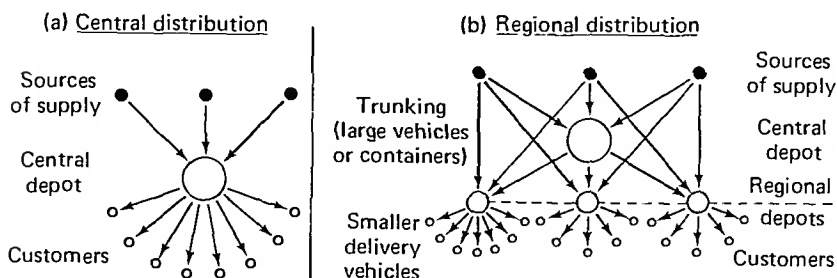 (a) Central distribution
Sources
of supply
Central
depot
Customers
(b) Regional distribution
Trunking
(large vehicles
or containers)
Smaller
delivery
vehicles
Sources
of supply
Central
depot
Regional
depots
Customers